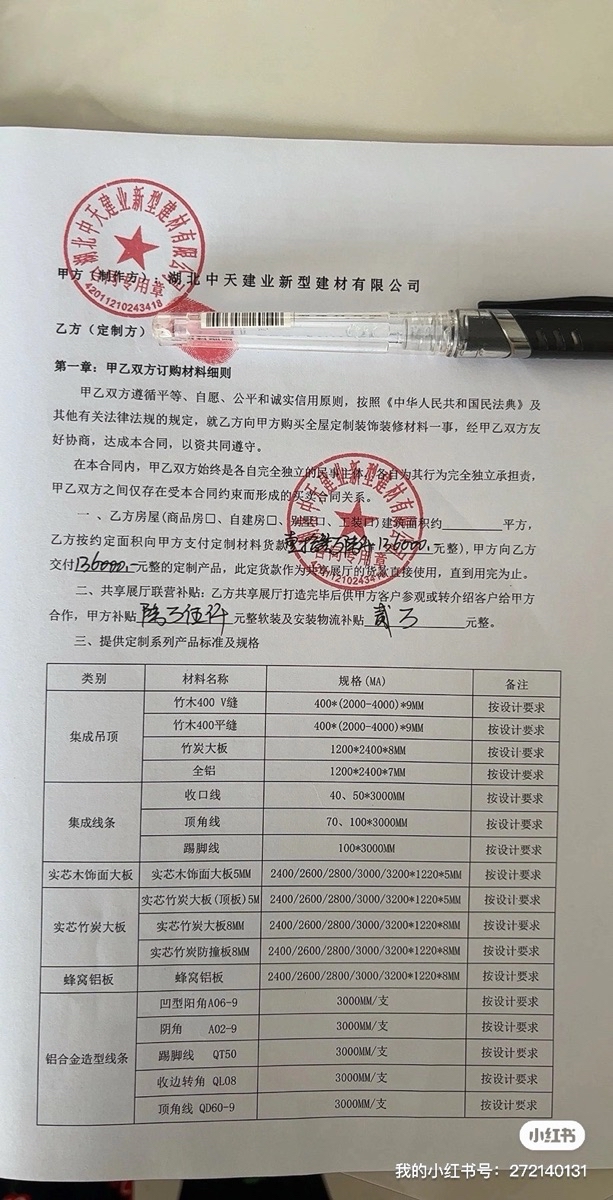 湖北中天建业新型建材有限公司
合同专用章
42011210243418
甲方（制作方）：湖北中天建业新型建材有限公司
乙方（定制方）
第一章：甲乙双方订购材料细则
甲乙双方遵循平等、自愿、公平和诚实信用原则，按照《中华人民共和国民法典》及
其他有关法律法规的规定，就乙方向甲方购买全屋定制装饰装修材料一事，经甲乙双方友
好协商，达成本合同，以资共同遵守。
在本合同内，甲乙双方始终是各自完全独立的民事主体，各自为其行为完全独立承担责，
甲乙双方之间仅存在受本合同约束而形成的买卖合同关系。
一、乙方房屋(商品房口、自建房口、别墅口、工装口)建筑面积约________平方，
乙方按约定面积向甲方支付定制材料货款 壹拾叁万陆仟 136000.-元整)，甲方向乙方
交付136000.-元整的定制产品，此定货款作为共享展厅的货款直接使用，直到用完为止。
二、共享展厅联营补贴：乙方共享展厅打造完毕后供甲方客户参观或转介绍客户给甲方
合作，甲方补贴 陆万伍仟 元整软装及安装物流补贴 贰万 元整。
三、提供定制系列产品标准及规格
类别 材料名称 规格(MA) 备注
集成吊顶 竹木400 V缝 400*(2000-4000)*9MM 按设计要求
竹木400平缝 400*(2000-4000)*9MM 按设计要求
竹炭大板 1200*2400*8MM 按设计要求
全铝 1200*2400*7MM 按设计要求
集成线条 收口线 40、50*3000MM 按设计要求
顶角线 70、100*3000MM 按设计要求
踢脚线 100*3000MM 按设计要求
实芯木饰面大板 实芯木饰面大板5MM 2400/2600/2800/3000/3200*1220*5MM 按设计要求
实芯竹炭大板 实芯竹炭大板(顶板)5M 2400/2600/2800/3000/3200*1220*5MM 按设计要求
实芯竹炭大板8MM 2400/2600/2800/3000/3200*1220*8MM 按设计要求
实芯竹炭防撞板8MM 2400/2600/2800/3000/3200*1220*8MM 按设计要求
蜂窝铝板 蜂窝铝板 2400/2600/2800/3000/3200*1220*8MM 按设计要求
铝合金造型线条 凹型阳角A06-9 3000MM/支 按设计要求
阴角 A02-9 3000MM/支 按设计要求
踢脚线 QT50 3000MM/支 按设计要求
收边转角 QL08 3000MM/支 按设计要求
顶角线 QD60-9 3000MM/支 按设计要求
小红书
我的小红书号：272140131